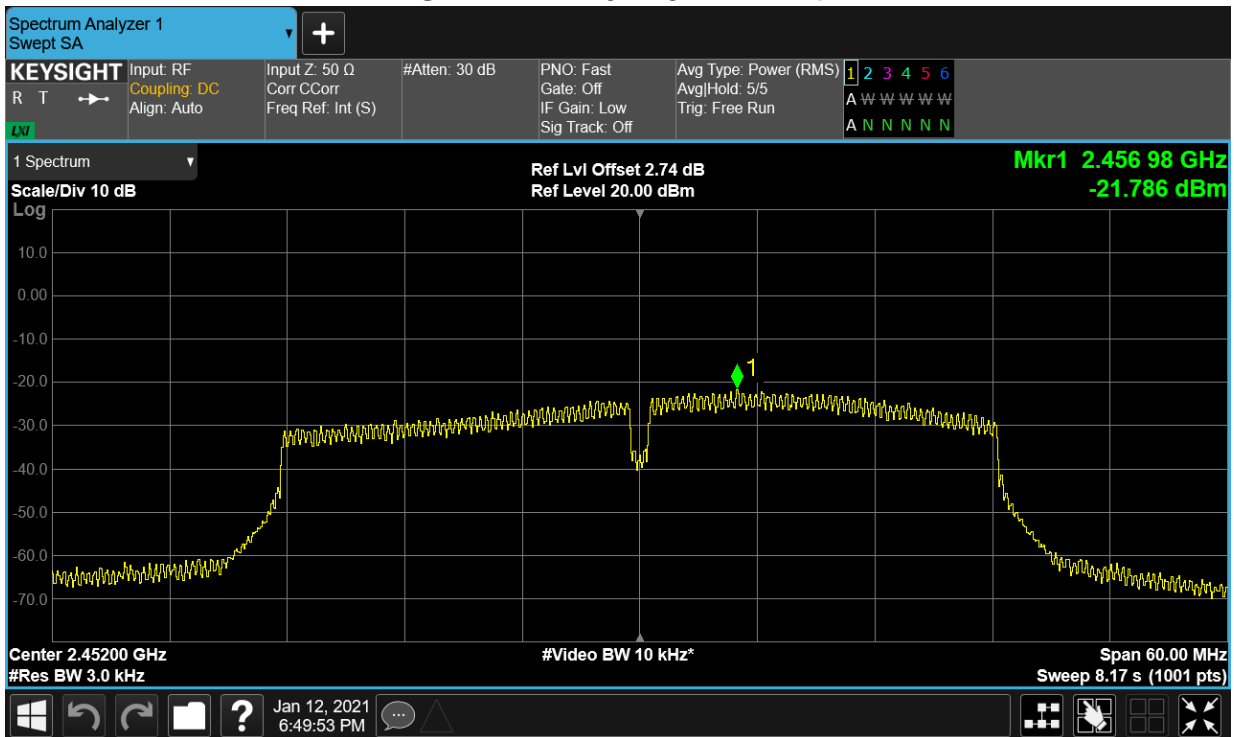 Spectrum Analyzer 1
Swept SA
+
KEYSIGHT
R T
LXI
Input: RF
Coupling: DC
Align: Auto
Input Z: 50 Ω
Corr CCorr
Freq Ref: Int (S)
#Atten: 30 dB
PNO: Fast
Gate: Off
IF Gain: Low
Sig Track: Off
Avg Type: Power (RMS)
Avg|Hold: 5/5
Trig: Free Run
1 2 3 4 5 6
A W W W W W
A N N N N N
1 Spectrum
Scale/Div 10 dB
Log
Ref Lvl Offset 2.74 dB
Ref Level 20.00 dBm
Mkr1 2.456 98 GHz
-21.786 dBm
10.0
0.00
-10.0
-20.0
-30.0
-40.0
-50.0
-60.0
-70.0
1
Center 2.45200 GHz
#Res BW 3.0 kHz
#Video BW 10 kHz*
Span 60.00 MHz
Sweep 8.17 s (1001 pts)
?
Jan 12, 2021
6:49:53 PM